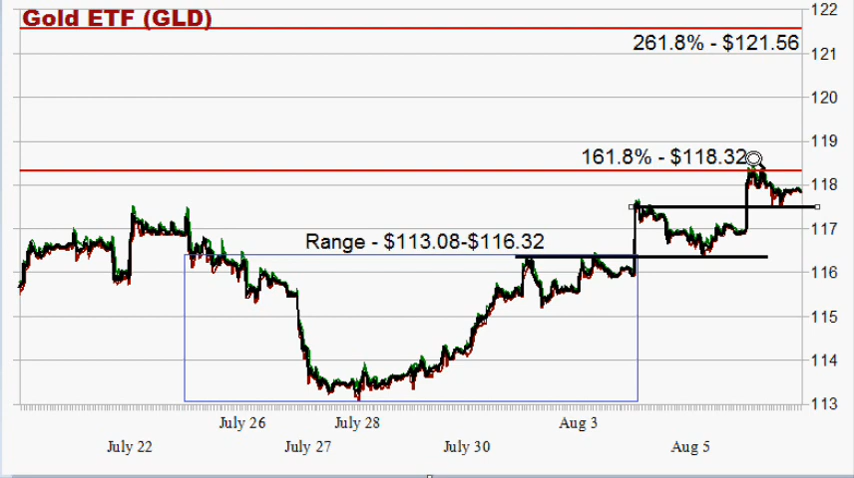 Gold ETF (GLD)
122
261.8% - $121.56
121
120
119
161.8% - $118.32
118
117
Range - $113.08-$116.32
116
115
114
113
July 26
July 28
Aug 3
July 22
July 27
July 30
Aug 5